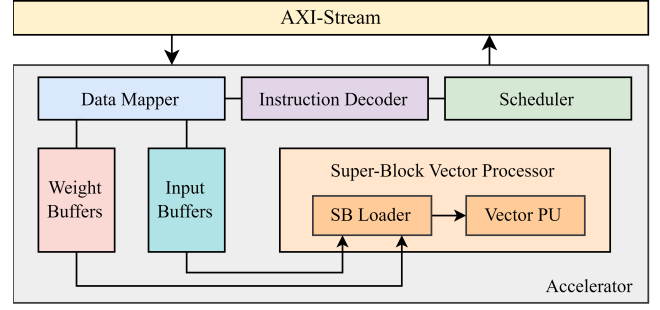 AXI-Stream
Data Mapper
Instruction Decoder
Scheduler
Weight
Buffers
Input
Buffers
Super-Block Vector Processor
SB Loader
Vector PU
Accelerator